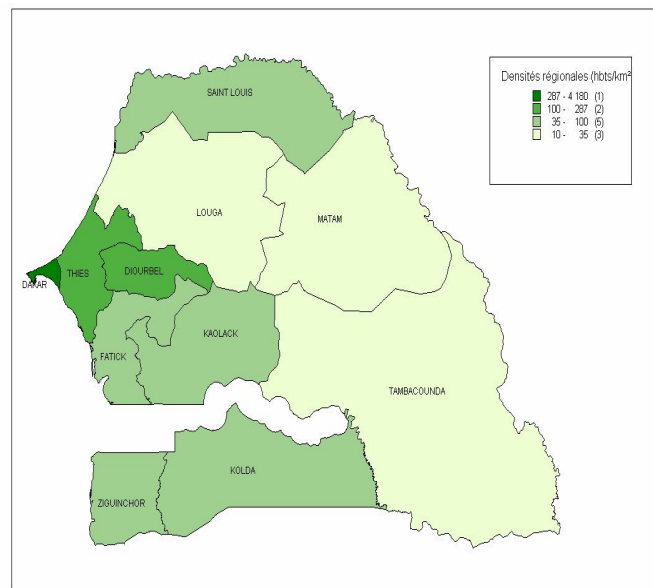 Densités régionales (hbts/km²
287 - 4 180 (1)
100 - 287 (2)
35 - 100 (5)
10 - 35 (3)
SAINT LOUIS
LOUGA
MATAM
THIES
DIOURBEL
DAKAR
KAOLACK
FATICK
TAMBACOUNDA
KOLDA
ZIGUINCHOR